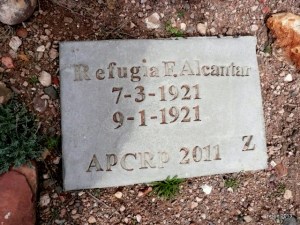 Refugia F. Alcantar
7-3-1921
9-1-1921
APCRP 2011 Z